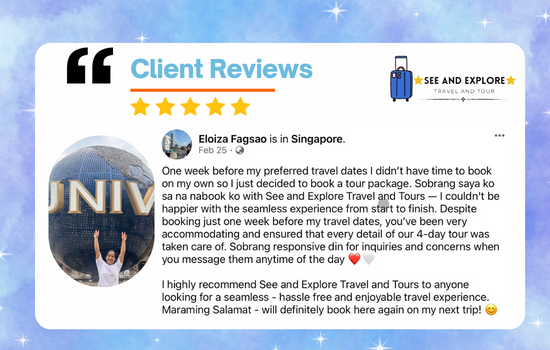 Client Reviews
SEE AND EXPLORE
TRAVEL AND TOUR
Eloiza Fagsao is in Singapore.
Feb 25 ·
UNIV
One week before my preferred travel dates I didn't have time to book
on my own so I just decided to book a tour package. Sobrang saya ko
sa na nabook ko with See and Explore Travel and Tours — I couldn't be
happier with the seamless experience from start to finish. Despite
booking just one week before my travel dates, you've been very
accommodating and ensured that every detail of our 4-day tour was
taken care of. Sobrang responsive din for inquiries and concerns when
you message them anytime of the day ❤️🤍
I highly recommend See and Explore Travel and Tours to anyone
looking for a seamless - hassle free and enjoyable travel experience.
Maraming Salamat - will definitely book here again on my next trip! 😊